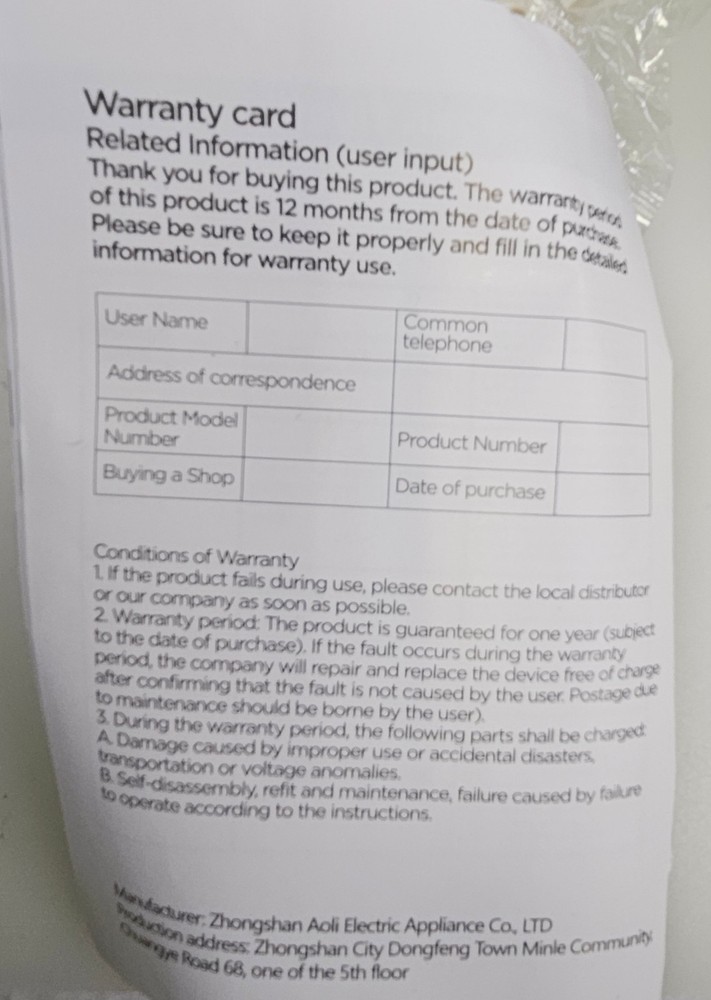 Warranty card
Related Information (user input)
Thank you for buying this product. The warranty period
of this product is 12 months from the date of purchase.
Please be sure to keep it properly and fill in the detailed
information for warranty use.
User Name
Common
telephone
Address of correspondence
Product Model
Number
Product Number
Buying a Shop
Date of purchase
Conditions of Warranty
1. If the product fails during use, please contact the local distributor
or our company as soon as possible.
2. Warranty period: The product is guaranteed for one year (subject
to the date of purchase). If the fault occurs during the warranty
period, the company will repair and replace the device free of charge
after confirming that the fault is not caused by the user. Postage due
to maintenance should be borne by the user).
3. During the warranty period, the following parts shall be charged:
A. Damage caused by improper use or accidental disasters,
transportation or voltage anomalies.
B. Self-disassembly, refit and maintenance, failure caused by failure
to operate according to the instructions.
Manufacturer: Zhongshan Aoli Electric Appliance Co., LTD
Production address: Zhongshan City Dongfeng Town Minle Community
Chuangye Road 68, one of the 5th floor